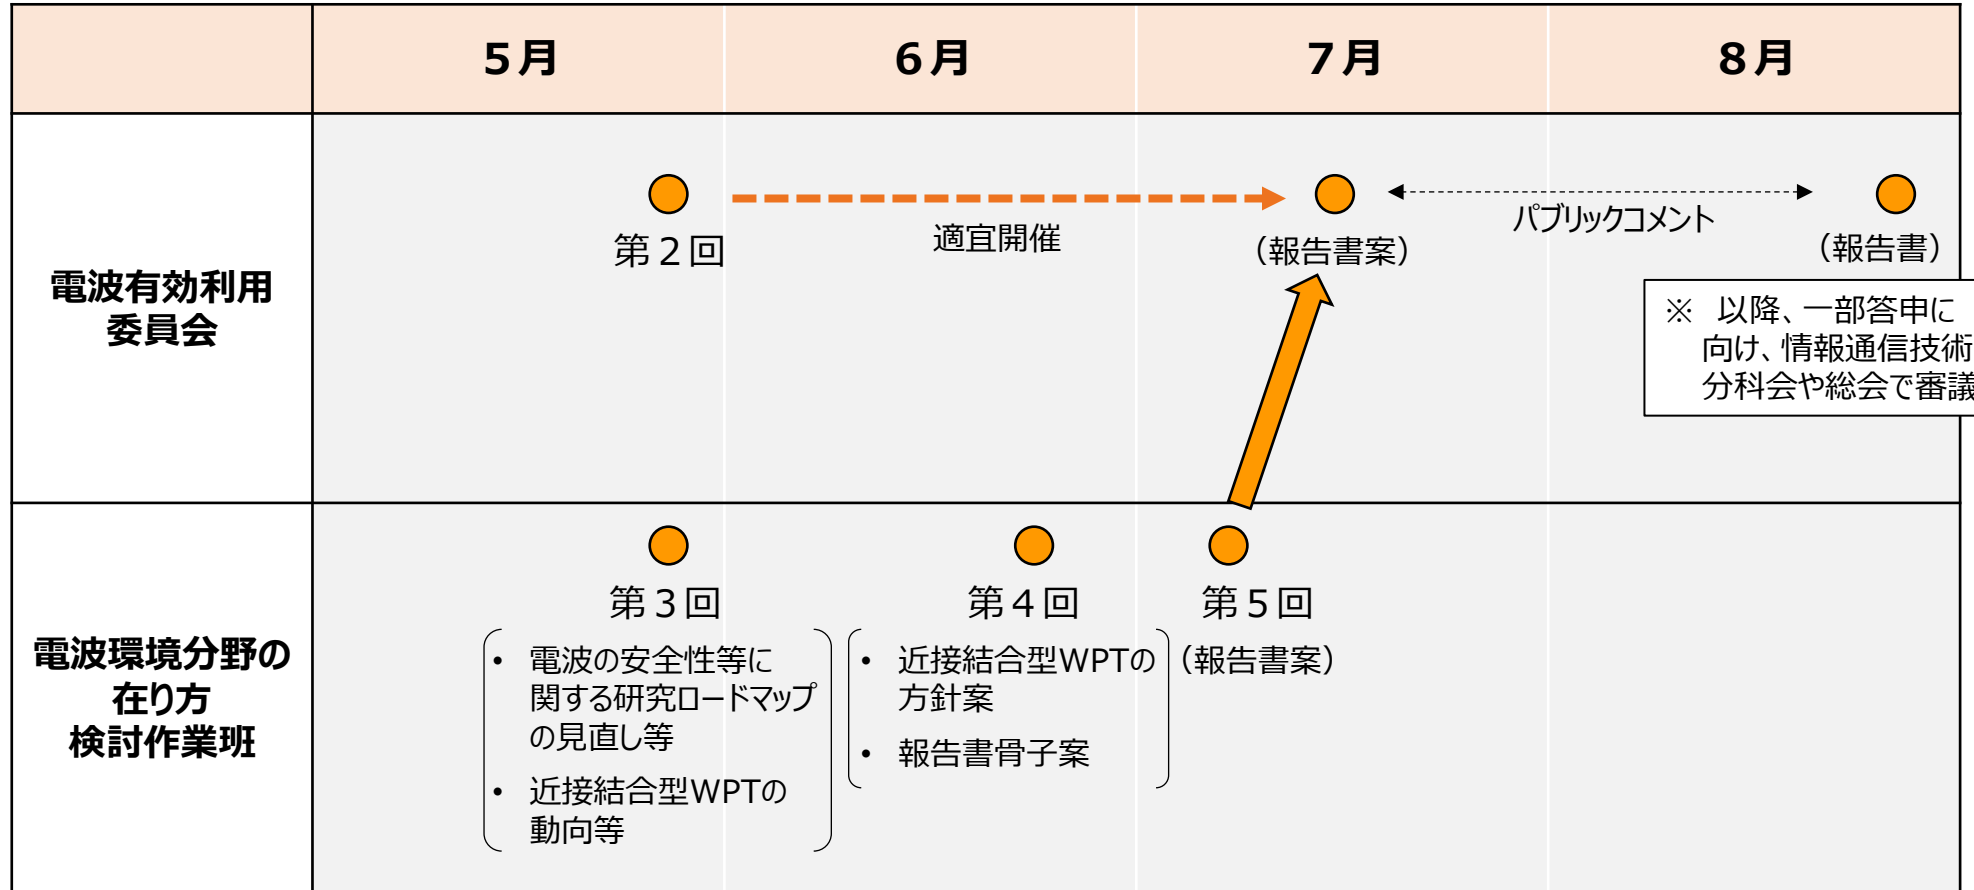 5月
6月
7月
8月
電波有効利用
委員会
第2回
適宜開催
（報告書案）
パブリックコメント
（報告書）
※ 以降、一部答申に
向け、情報通信技術
分科会や総会で審議
電波環境分野の
在り方
検討作業班
第3回
• 電波の安全性等に
関する研究ロードマップ
の見直し等
• 近接結合型WPTの
動向等
第4回
• 近接結合型WPTの
方針案
• 報告書骨子案
第5回
（報告書案）